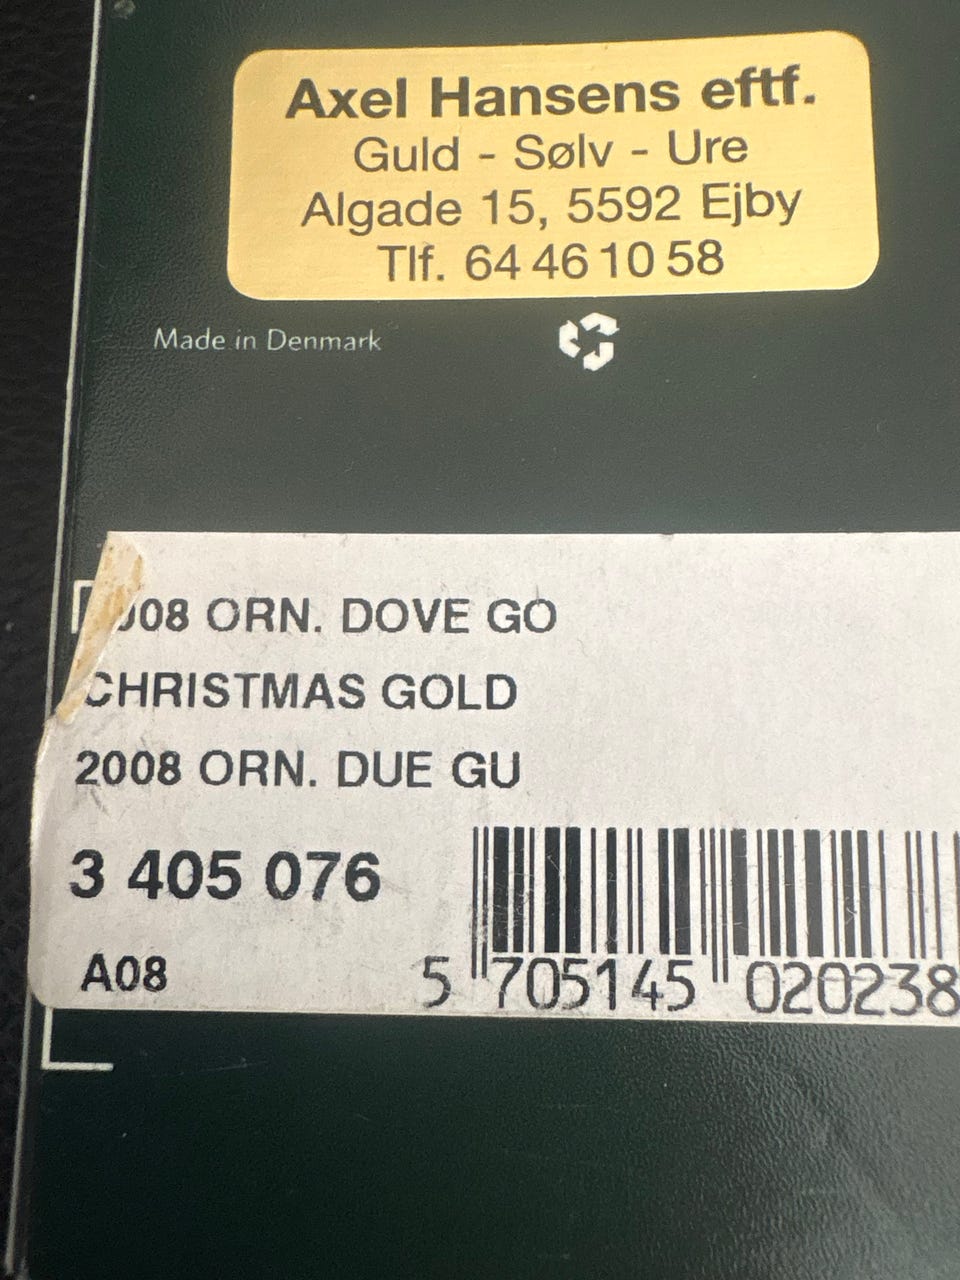 Axel Hansens eftf.
Guld - Sølv - Ure
Algade 15, 5592 Ejby
Tlf. 64 46 10 58
Made in Denmark
ORN. DOVE GO
CHRISTMAS GOLD
2008 ORN. DUE GU
3 405 076
A08
5 705145 020238